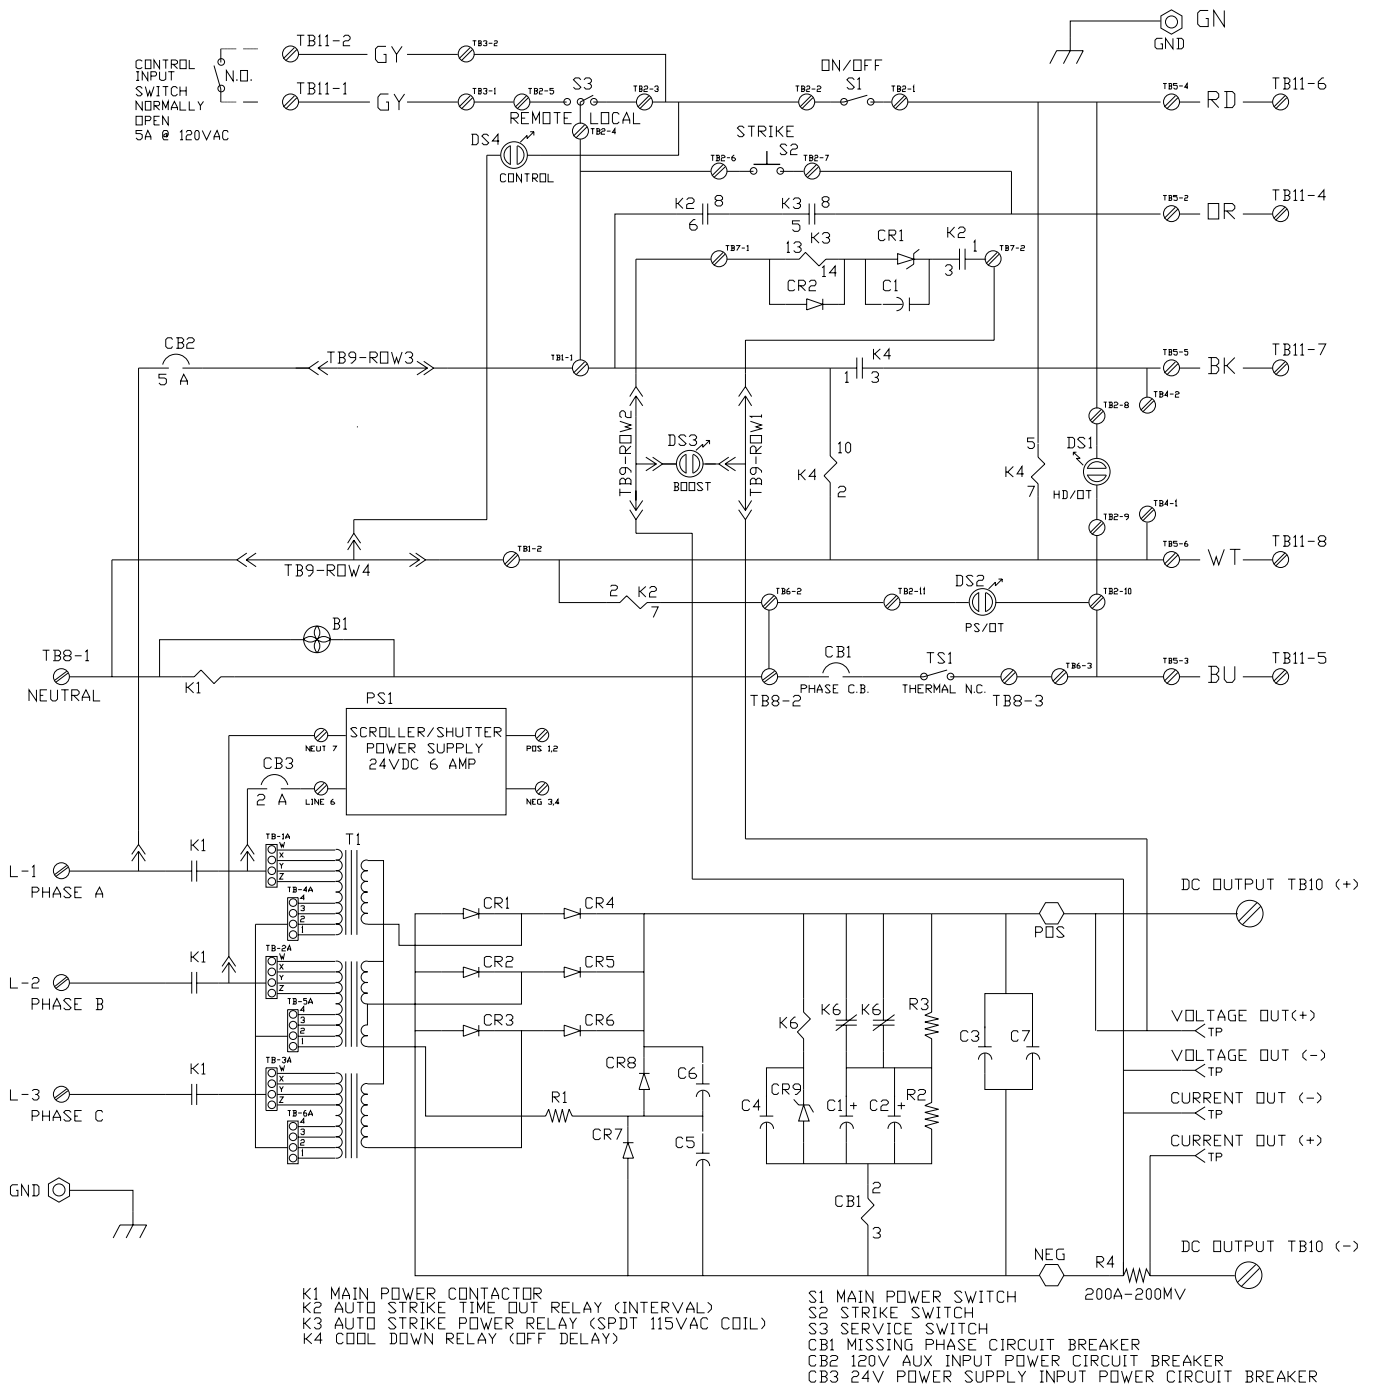 GN
GND
TB11-2
GY
TB3-2
CONTROL
INPUT
SWITCH
NORMALLY
OPEN
5A @ 120VAC
N.O.
TB11-1
GY
TB3-1
TB2-5
S3
TB2-3
REMOTE
LOCAL
TB2-4
ON/OFF
S1
TB2-2
TB2-1
TB5-4
RD
TB11-6
DS4
CONTROL
STRIKE
S2
TB2-6
TB2-7
K2
8
6
K3
8
5
TB5-2
OR
TB11-4
TB7-1
13
K3
14
CR1
K2
1
3
TB7-2
CR2
C1
CB2
5 A
TB9-ROW3
TB1-1
K4
1
3
TB5-5
BK
TB11-7
TB2-8
TB4-2
TB9-ROW2
DS3
BOOST
TB9-ROW1
10
K4
2
5
K4
7
DS1
HD/OT
TB2-9
TB4-1
TB9-ROW4
TB1-2
TB5-6
WT
TB11-8
2
K2
7
TB6-2
TB2-11
DS2
PS/OT
TB2-10
B1
TB8-1
NEUTRAL
K1
TB8-2
CB1
PHASE C.B.
TS1
THERMAL N.C.
TB8-3
TB6-3
TB5-3
BU
TB11-5
PS1
SCROLLER/SHUTTER
POWER SUPPLY
24VDC 6 AMP
NEUT 7
POS 1,2
CB3
2 A
LINE 6
NEG 3,4
L-1
PHASE A
K1
TB-1A
W
X
Y
Z
T1
TB-4A
4
3
2
1
CR1
CR4
POS
DC OUTPUT TB10 (+)
L-2
PHASE B
K1
TB-2A
W
X
Y
Z
TB-5A
4
3
2
1
CR2
CR5
CR3
CR6
L-3
PHASE C
K1
TB-3A
W
X
Y
Z
TB-6A
4
3
2
1
R1
CR8
CR7
C6
C5
K6
K6
K6
R3
C4
CR9
C1
+
C2
+
R2
C3
C7
VOLTAGE OUT(+)
TP
VOLTAGE OUT (-)
TP
CURRENT OUT (-)
TP
CURRENT OUT (+)
TP
GND
2
CB1
3
NEG
R4
200A-200MV
DC OUTPUT TB10 (-)
K1 MAIN POWER CONTACTOR
K2 AUTO STRIKE TIME OUT RELAY (INTERVAL)
K3 AUTO STRIKE POWER RELAY (SPDT 115VAC COIL)
K4 COOL DOWN RELAY (OFF DELAY)
S1 MAIN POWER SWITCH
S2 STRIKE SWITCH
S3 SERVICE SWITCH
CB1 MISSING PHASE CIRCUIT BREAKER
CB2 120V AUX INPUT POWER CIRCUIT BREAKER
CB3 24V POWER SUPPLY INPUT POWER CIRCUIT BREAKER